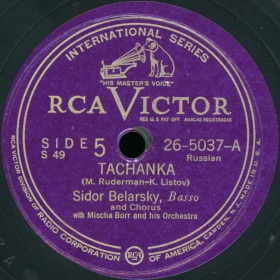 INTERNATIONAL SERIES
"HIS MASTER'S VOICE"
RCA VICTOR
REG U S PAT OFF. MARCAS REGISTRADAS
SIDE 5
S 49
26-5037-A
Russian
TACHANKA
(M. Ruderman-K. Listov)
Sidor Belarsky, Basso
and Chorus
with Mischa Borr and his Orchestra
RCA VICTOR DIVISION OF RADIO CORPORATION OF AMERICA, CAMDEN, N.J. MADE IN U.S.A.
RCA